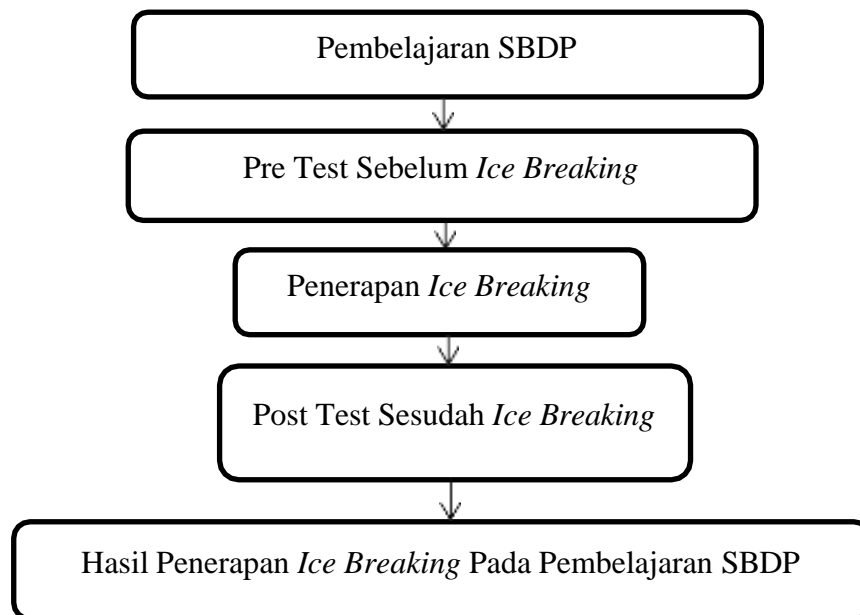 Pembelajaran SBDP
Pre Test Sebelum Ice Breaking
Penerapan Ice Breaking
Post Test Sesudah Ice Breaking
Hasil Penerapan Ice Breaking Pada Pembelajaran SBDP